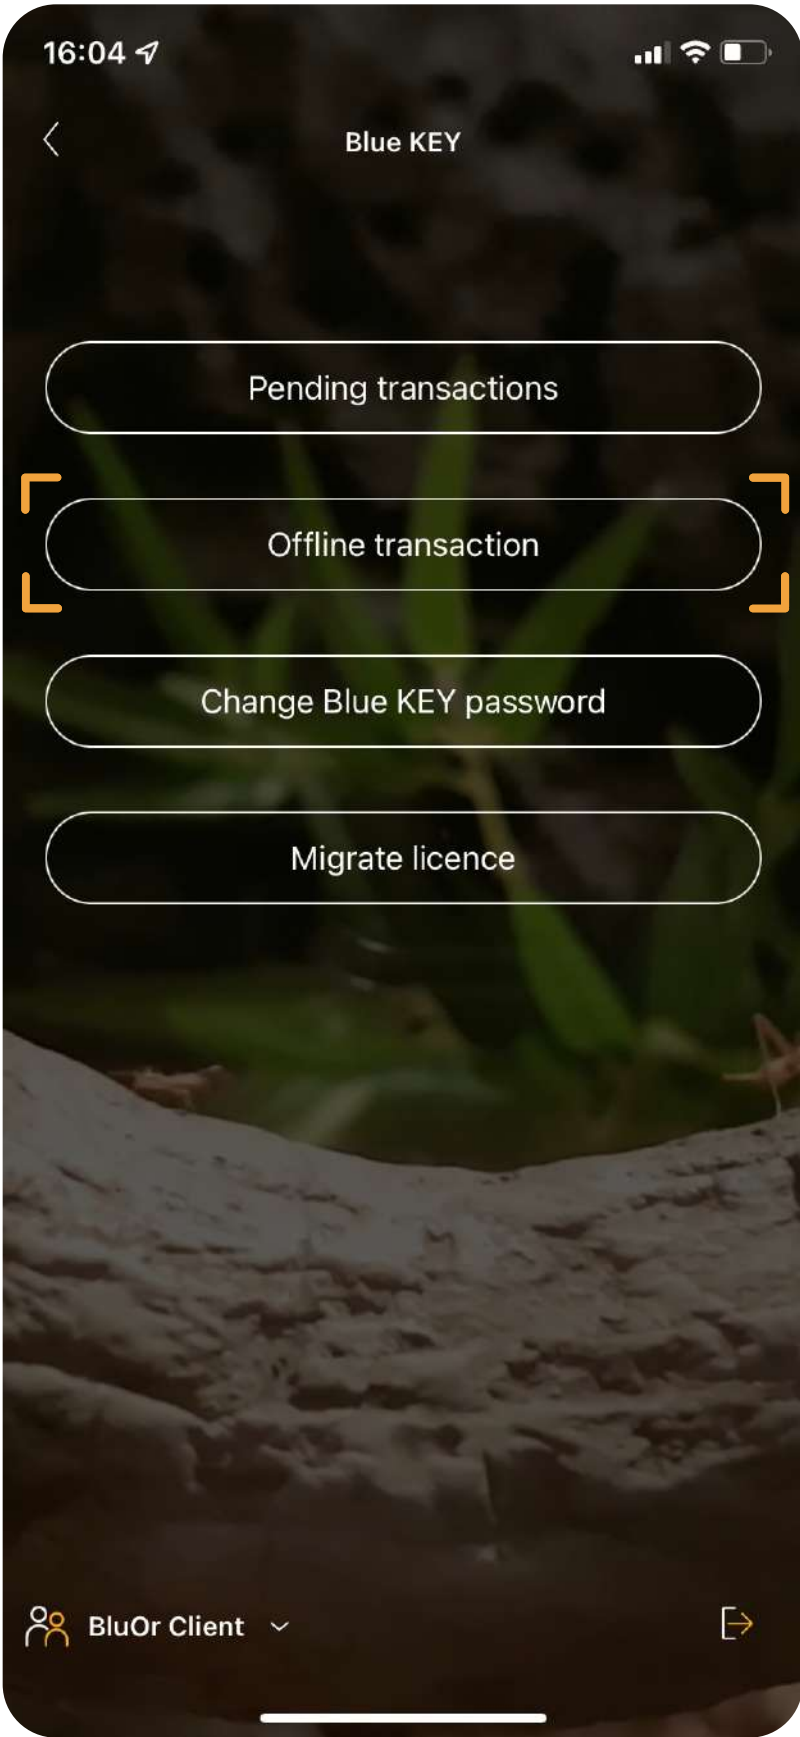 16:04
Blue KEY
Pending transactions
Offline transaction
Change Blue KEY password
Migrate licence
BluOr Client